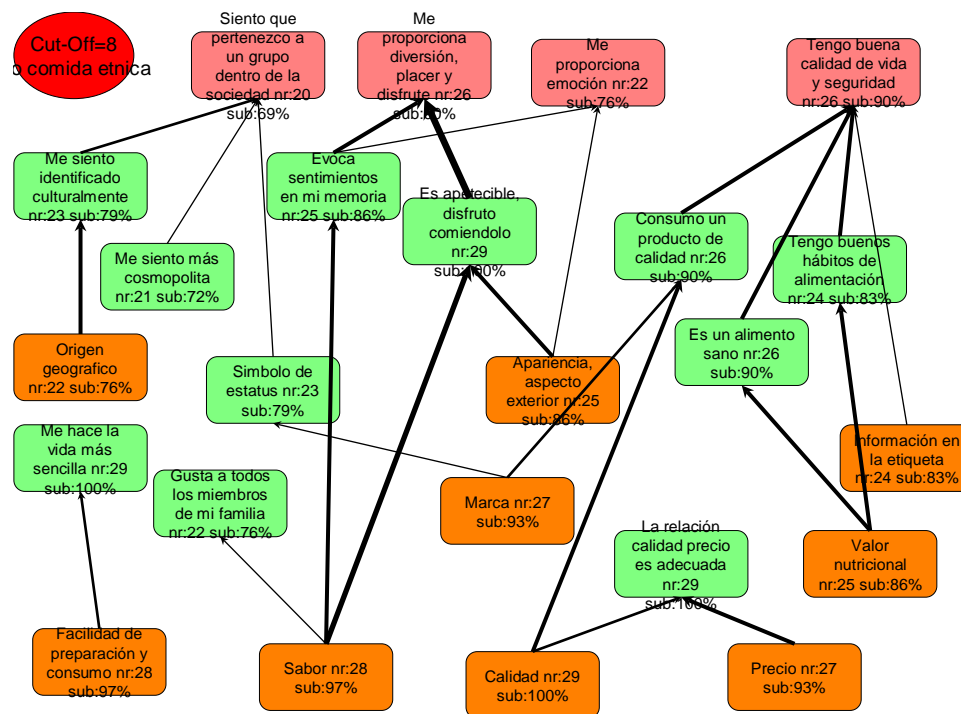 Cut-Off=8
o comida etnica
Siento que
pertenezco a
un grupo
dentro de la
sociedad nr:20
sub:69%
Me
proporciona
diversión,
placer y
disfrute nr:26
Me
proporciona
emoción nr:22
sub:76%
Tengo buena
calidad de vida
y seguridad
nr:26 sub:90%
Me siento
identificado
culturalmente
nr:23 sub:79%
Evoca
sentimientos
en mi memoria
nr:25 sub:86%
Es apetecible,
disfruto
comiendolo
nr:29
sub:100%
Consumo un
producto de
calidad nr:26
sub:90%
Tengo buenos
hábitos de
alimentación
nr:24 sub:83%
Me siento más
cosmopolita
nr:21 sub:72%
Origen
geografico
nr:22 sub:76%
Simbolo de
estatus nr:23
sub:79%
Apariencia,
aspecto
exterior nr:25
sub:86%
Es un alimento
sano nr:26
sub:90%
Me hace la
vida más
sencilla nr:29
sub:100%
Gusta a todos
los miembros
de mi familia
nr:22 sub:76%
Marca nr:27
sub:93%
Información en
la etiqueta
nr:24 sub:83%
La relación
calidad precio
es adecuada
nr:29
sub:100%
Valor
nutricional
nr:25 sub:86%
Facilidad de
preparación y
consumo nr:28
sub:97%
Sabor nr:28
sub:97%
Calidad nr:29
sub:100%
Precio nr:27
sub:93%